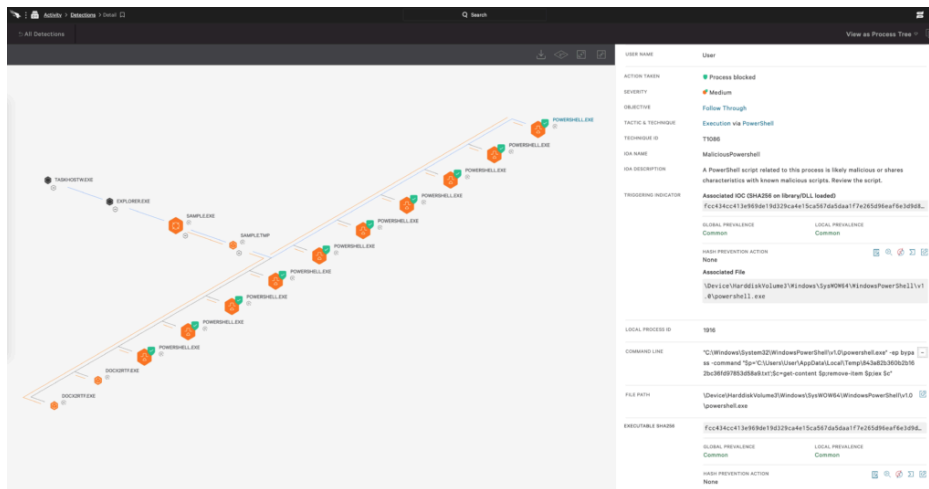 Activity > Detections > Detail
Search
All Detections
View as Process Tree
USER NAME User
ACTION TAKEN Process blocked
SEVERITY Medium
OBJECTIVE Follow Through
TACTIC & TECHNIQUE Execution via PowerShell
TECHNIQUE ID T1086
IOA NAME MaliciousPowershell
IOA DESCRIPTION A PowerShell script related to this process is likely malicious or shares
characteristics with known malicious scripts. Review the script.
TRIGGERING INDICATOR Associated IOC (SHA256 on library/DLL loaded)
fcc434cc413e969de19d329ca4e15ca567da5daa1f7e265d96eaf6e3d9d8...
GLOBAL PREVALENCE LOCAL PREVALENCE
Common Common
HASH PREVENTION ACTION
None
Associated File
\Device\HarddiskVolume3\Windows\SysWOW64\WindowsPowerShell\v1
.0\powershell.exe
LOCAL PROCESS ID 1916
COMMAND LINE "C:\Windows\System32\WindowsPowerShell\v1.0\powershell.exe" -ep bypa
ss -command "$p='C:\Users\User\AppData\Local\Temp\843a82b360b2b16
2bc36fd97853d58a9.txt';$c=get-content $p;remove-item $p;iex $c"
FILE PATH \Device\HarddiskVolume3\Windows\SysWOW64\WindowsPowerShell\v1.0
\powershell.exe
EXECUTABLE SHA256 fcc434cc413e969de19d329ca4e15ca567da5daa1f7e265d96eaf6e3d9d...
GLOBAL PREVALENCE LOCAL PREVALENCE
Common Common
HASH PREVENTION ACTION
None
POWERSHELL.EXE
POWERSHELL.EXE
POWERSHELL.EXE
TASKHOSTW.EXE
POWERSHELL.EXE
EXPLORER.EXE
SAMPLE.EXE
POWERSHELL.EXE
SAMPLE.TMP
POWERSHELL.EXE
POWERSHELL.EXE
POWERSHELL.EXE
POWERSHELL.EXE
POWERSHELL.EXE